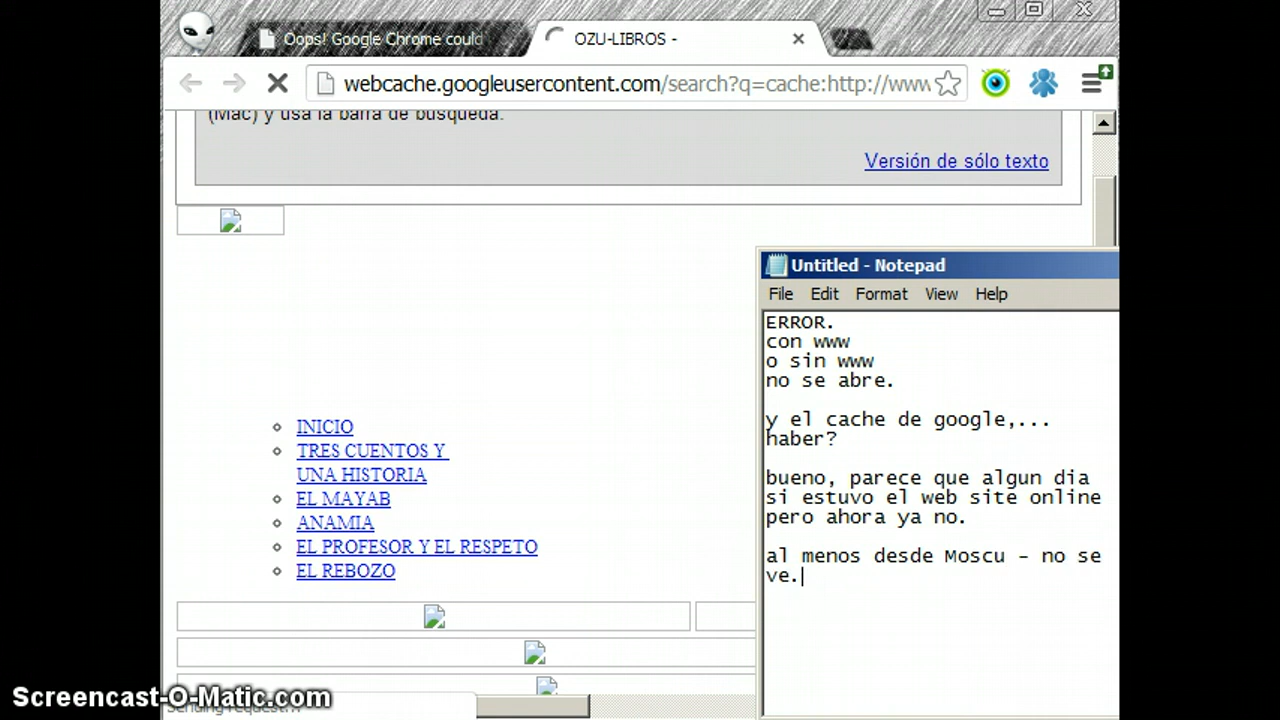 Oops! Google Chrome could
OZU-LIBROS -
webcache.googleusercontent.com/search?q=cache:http://www
(Mac) y usa la barra de búsqueda.
Versión de sólo texto
INICIO
TRES CUENTOS Y
UNA HISTORIA
EL MAYAB
ANAMIA
EL PROFESOR Y EL RESPETO
EL REBOZO
Untitled - Notepad
File Edit Format View Help
ERROR.
con www
o sin www
no se abre.
y el cache de google,...
haber?
bueno, parece que algun dia
si estuvo el web site online
pero ahora ya no.
al menos desde Moscu - no se
ve.
Sending request...
Screencast-O-Matic.com